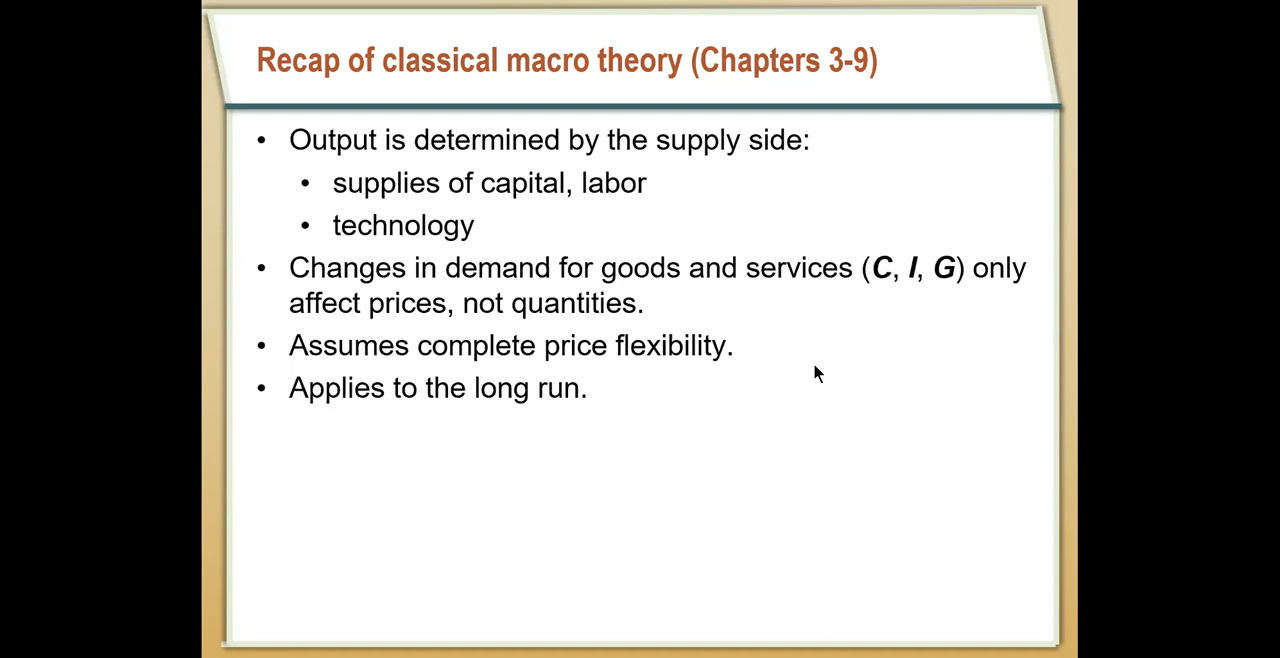 Recap of classical macro theory (Chapters 3-9)
• Output is determined by the supply side:
• supplies of capital, labor
• technology
• Changes in demand for goods and services (C, I, G) only
affect prices, not quantities.
• Assumes complete price flexibility.
• Applies to the long run.